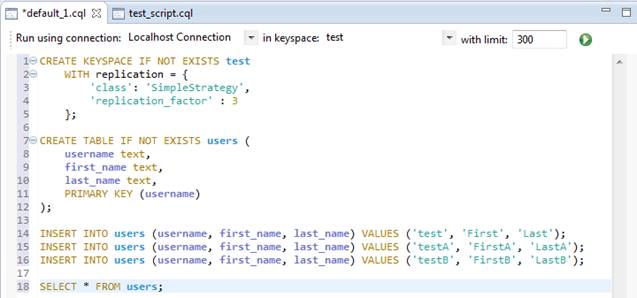 *default_1.cql test_script.cql
Run using connection: Localhost Connection in keyspace: test with limit: 300
1 CREATE KEYSPACE IF NOT EXISTS test
2 WITH replication = {
3 'class': 'SimpleStrategy',
4 'replication_factor' : 3
5 };
6
7 CREATE TABLE IF NOT EXISTS users (
8 username text,
9 first_name text,
10 last_name text,
11 PRIMARY KEY (username)
12 );
13
14 INSERT INTO users (username, first_name, last_name) VALUES ('test', 'First', 'Last');
15 INSERT INTO users (username, first_name, last_name) VALUES ('testA', 'FirstA', 'LastA');
16 INSERT INTO users (username, first_name, last_name) VALUES ('testB', 'FirstB', 'LastB');
17
18 SELECT * FROM users;